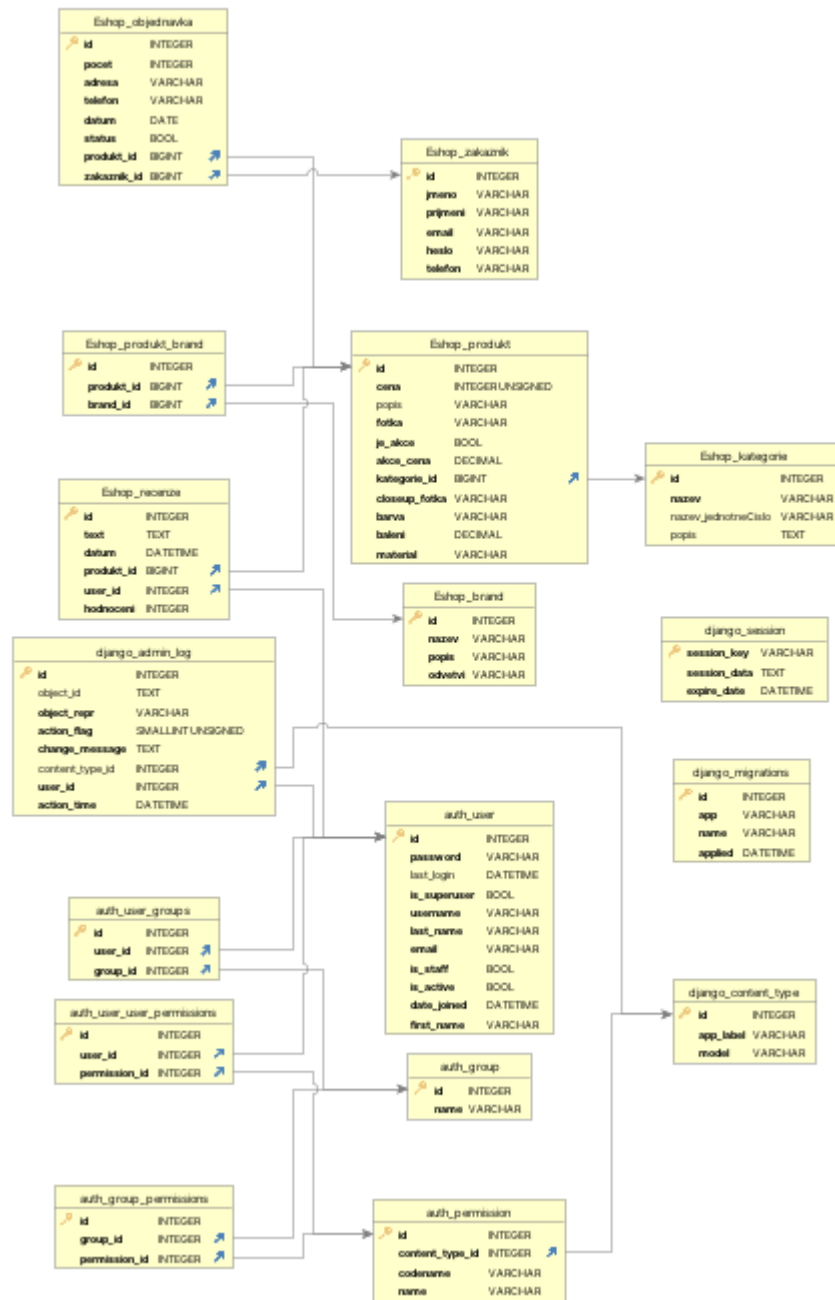 Eshop_objednavka
id INTEGER
pocet INTEGER
adresa VARCHAR
telefon VARCHAR
datum DATE
status BOOL
produkt_id BIGINT
zakaznik_id BIGINT
Eshop_zakaznik
id INTEGER
jmeno VARCHAR
prijmeni VARCHAR
email VARCHAR
heslo VARCHAR
telefon VARCHAR
Eshop_produkt_brand
id INTEGER
produkt_id BIGINT
brand_id BIGINT
Eshop_produkt
id INTEGER
cena INTEGER UNSIGNED
popis VARCHAR
fotka VARCHAR
je_akce BOOL
akce_cena DECIMAL
kategorie_id BIGINT
closeup_fotka VARCHAR
barva VARCHAR
baleni DECIMAL
material VARCHAR
Eshop_kategorie
id INTEGER
nazev VARCHAR
nazev_jednotneCislo VARCHAR
popis TEXT
Eshop_recenze
id INTEGER
text TEXT
datum DATETIME
produkt_id BIGINT
user_id INTEGER
hodnoceni INTEGER
Eshop_brand
id INTEGER
nazev VARCHAR
popis VARCHAR
odvetvi VARCHAR
django_session
session_key VARCHAR
session_data TEXT
expire_date DATETIME
django_admin_log
id INTEGER
object_id TEXT
object_repr VARCHAR
action_flag SMALLINT UNSIGNED
change_message TEXT
content_type_id INTEGER
user_id INTEGER
action_time DATETIME
django_migrations
id INTEGER
app VARCHAR
name VARCHAR
applied DATETIME
auth_user
id INTEGER
password VARCHAR
last_login DATETIME
is_superuser BOOL
username VARCHAR
last_name VARCHAR
email VARCHAR
is_staff BOOL
is_active BOOL
date_joined DATETIME
first_name VARCHAR
auth_user_groups
id INTEGER
user_id INTEGER
group_id INTEGER
django_content_type
id INTEGER
app_label VARCHAR
model VARCHAR
auth_user_user_permissions
id INTEGER
user_id INTEGER
permission_id INTEGER
auth_group
id INTEGER
name VARCHAR
auth_group_permissions
id INTEGER
group_id INTEGER
permission_id INTEGER
auth_permission
id INTEGER
content_type_id INTEGER
codename VARCHAR
name VARCHAR